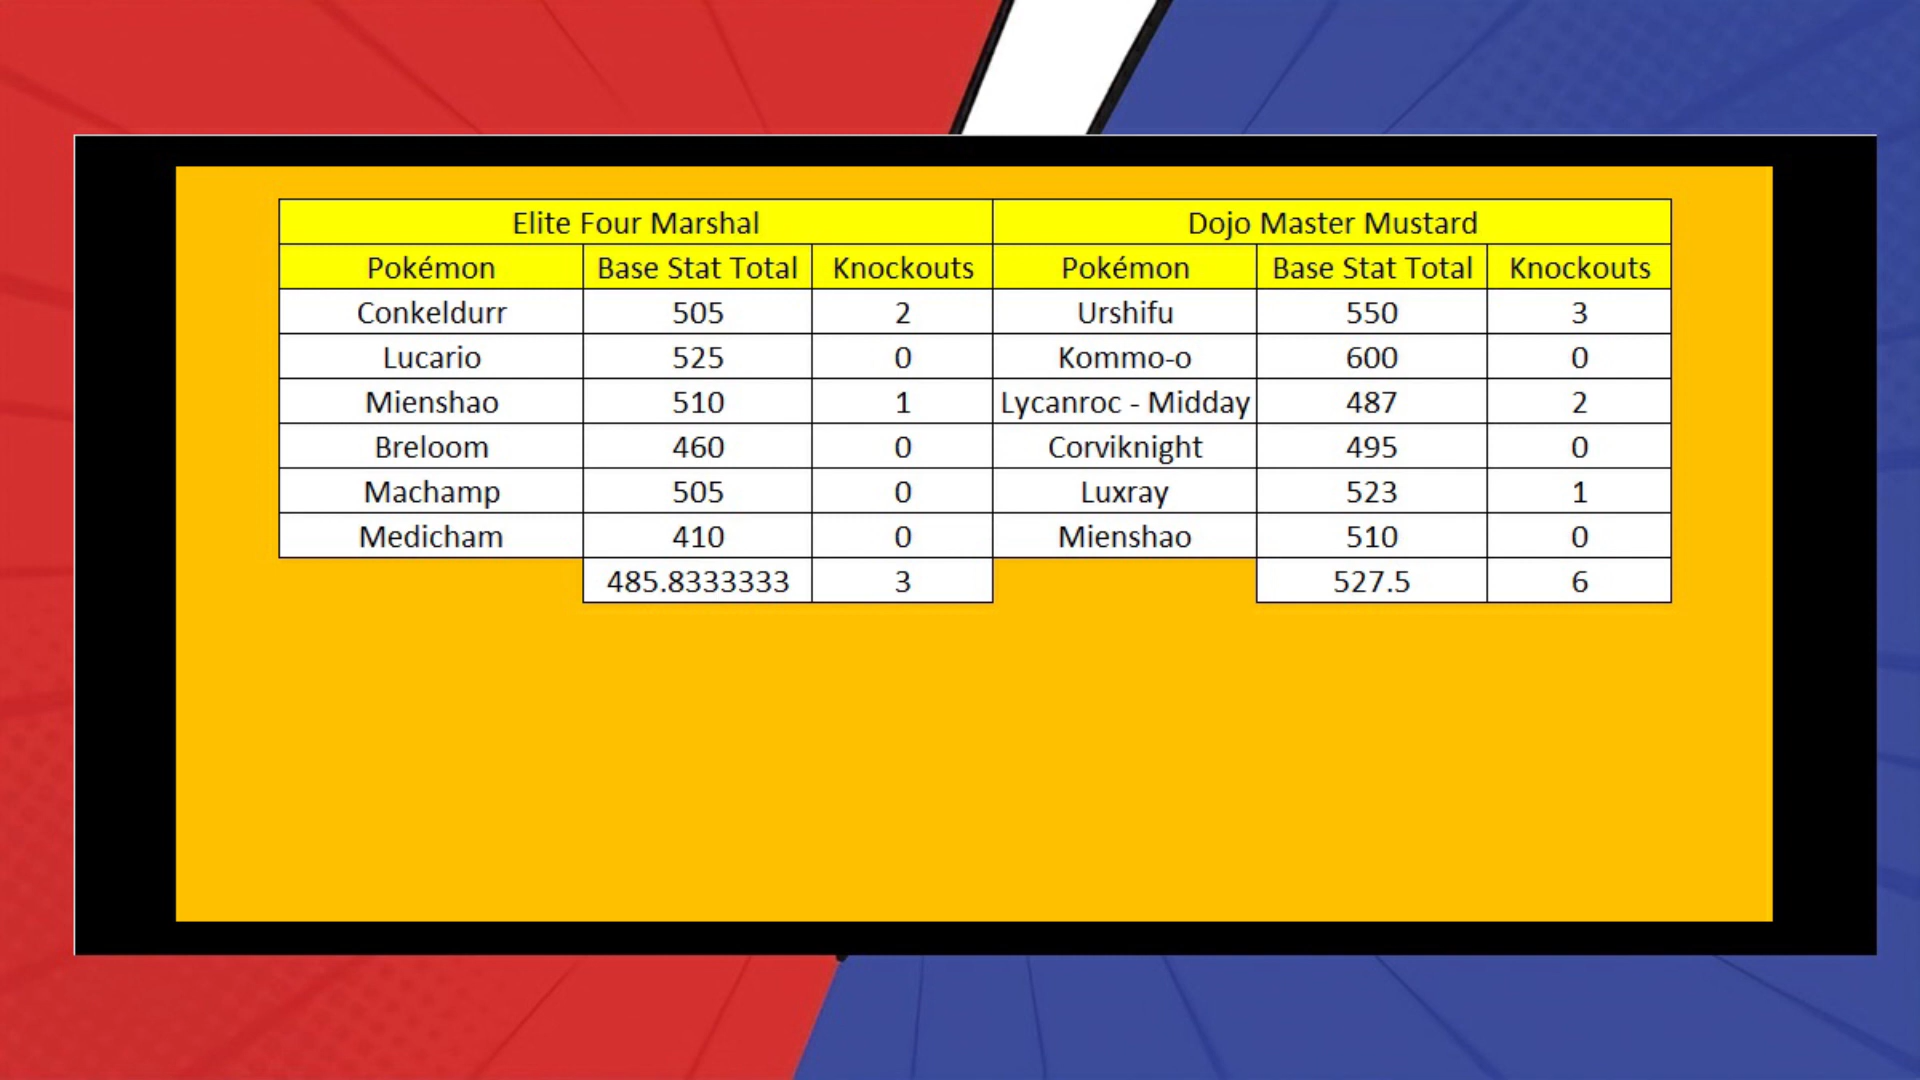 Elite Four Marshal Dojo Master Mustard
Pokémon Base Stat Total Knockouts Pokémon Base Stat Total Knockouts
Conkeldurr 505 2 Urshifu 550 3
Lucario 525 0 Kommo-o 600 0
Mienshao 510 1 Lycanroc - Midday 487 2
Breloom 460 0 Corviknight 495 0
Machamp 505 0 Luxray 523 1
Medicham 410 0 Mienshao 510 0
485.8333333 3 527.5 6